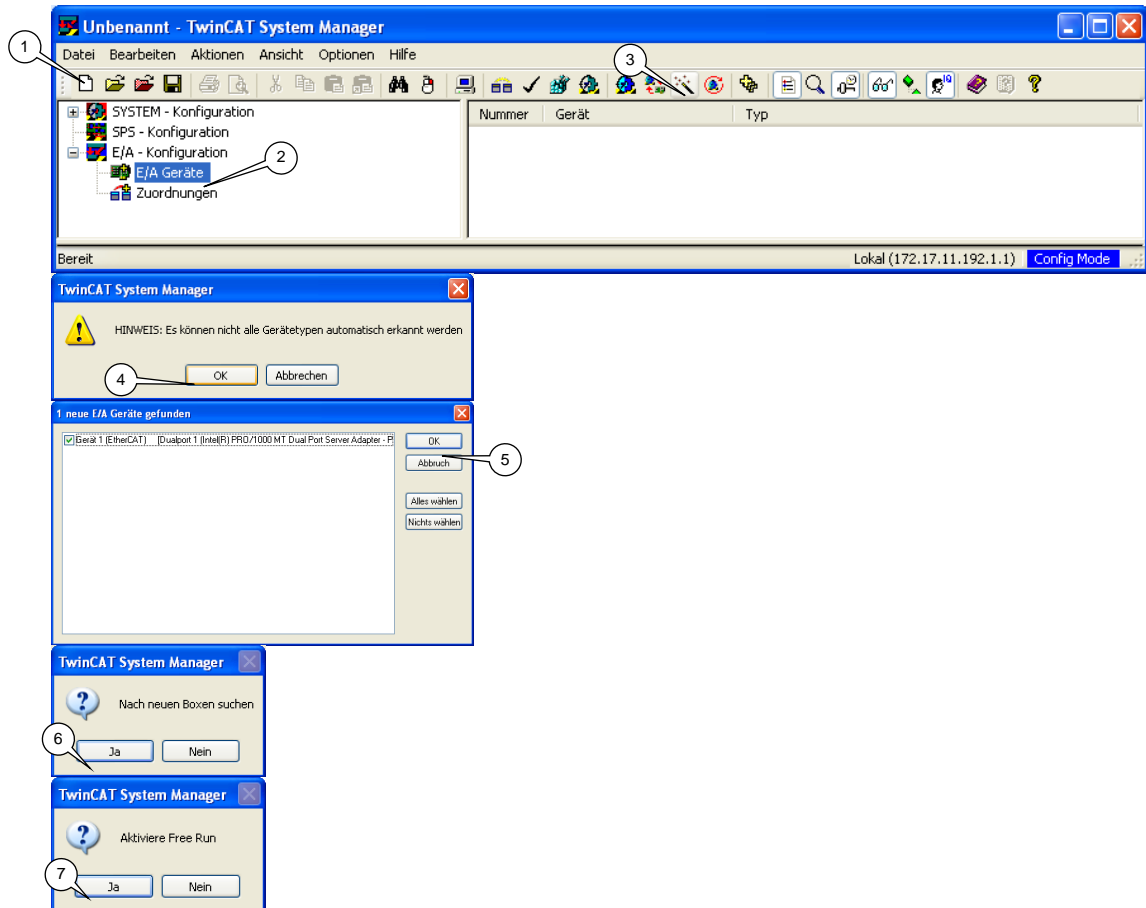 Unbenannt - TwinCAT System Manager
Datei Bearbeiten Aktionen Ansicht Optionen Hilfe
1
3
SYSTEM - Konfiguration
SPS - Konfiguration
E/A - Konfiguration
E/A Geräte
Zuordnungen
2
Nummer Gerät Typ
Bereit
Lokal (172.17.11.192.1.1) Config Mode
TwinCAT System Manager
HINWEIS: Es können nicht alle Gerätetypen automatisch erkannt werden
4
OK Abbrechen
1 neue E/A Geräte gefunden
Gerät 1 (EtherCAT) [Dualport 1 (Intel(R) PRO/1000 MT Dual Port Server Adapter - P
OK
Abbruch
5
Alles wählen
Nichts wählen
TwinCAT System Manager
Nach neuen Boxen suchen
6
Ja Nein
TwinCAT System Manager
Aktiviere Free Run
7
Ja Nein